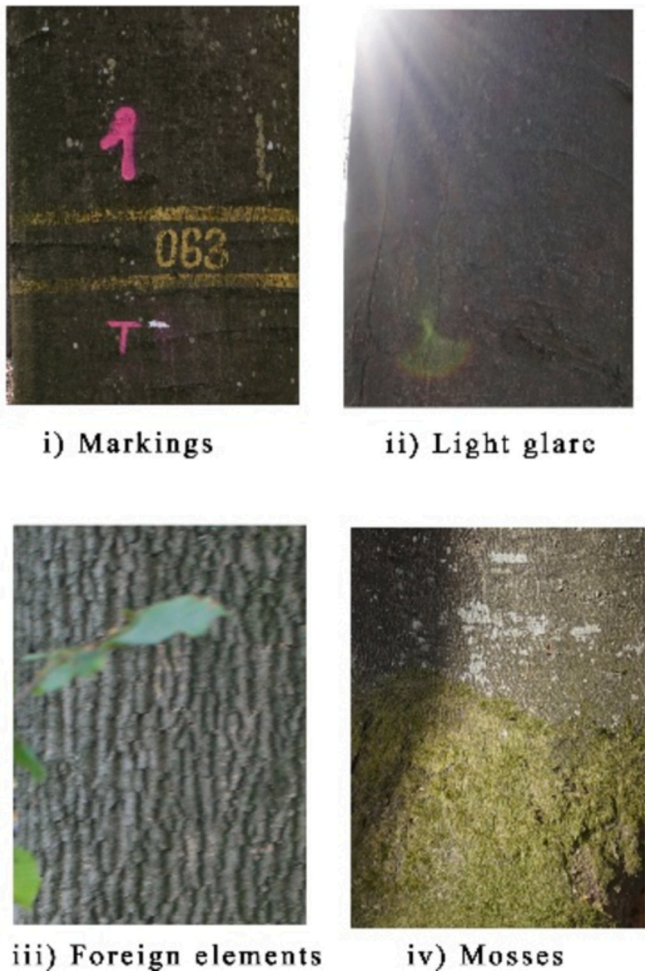 1
063
T
i) Markings
ii) Light glare
iii) Foreign elements
iv) Mosses